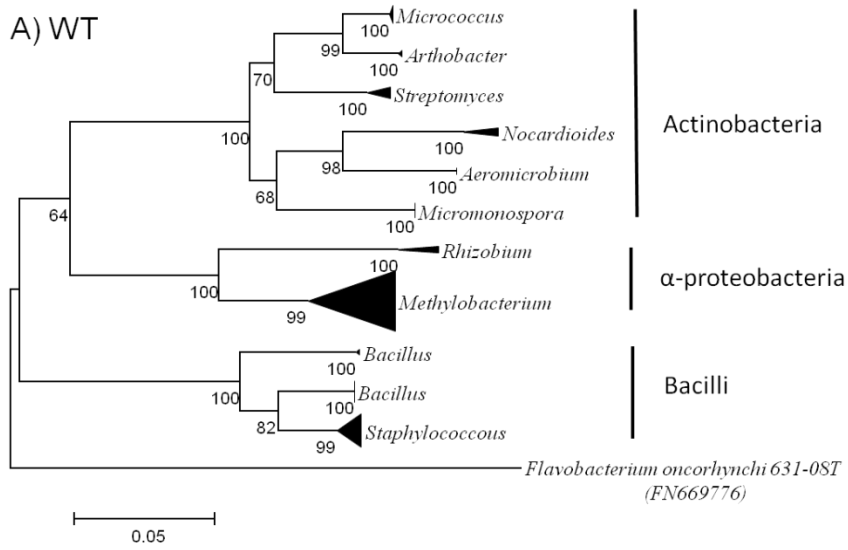 A) WT
Micrococcus
100
99
Arthobacter
100
70
Streptomyces
100
100
Nocardioides
100
98
Aeromicrobium
100
68
Micromonospora
100
Actinobacteria
64
Rhizobium
100
100
Methylobacterium
99
α-proteobacteria
Bacillus
100
100
Bacillus
100
82
Staphylococcous
99
Bacilli
Flavobacterium oncorhynchi 631-08T
(FN669776)
0.05